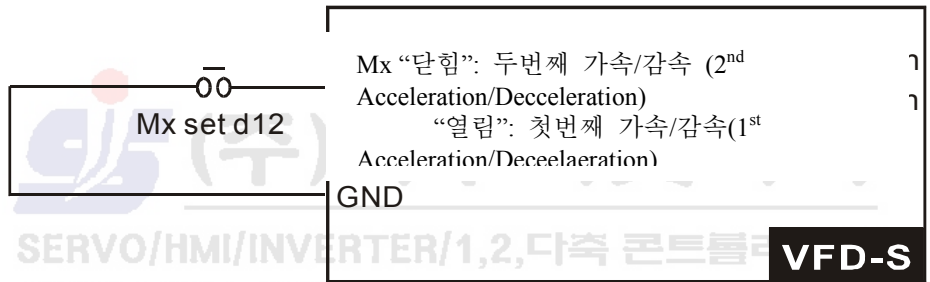 Mx “닫힘”: 두번째 가속/감속 (2nd
Acceleration/Decceleration)
“열림”: 첫번째 가속/감속(1st
Acceleration/Deceelaeration)
Mx set d12
GND
(주)
SERVO/HMI/INVERTER/1,2,다축 콘트롤러
VFD-S